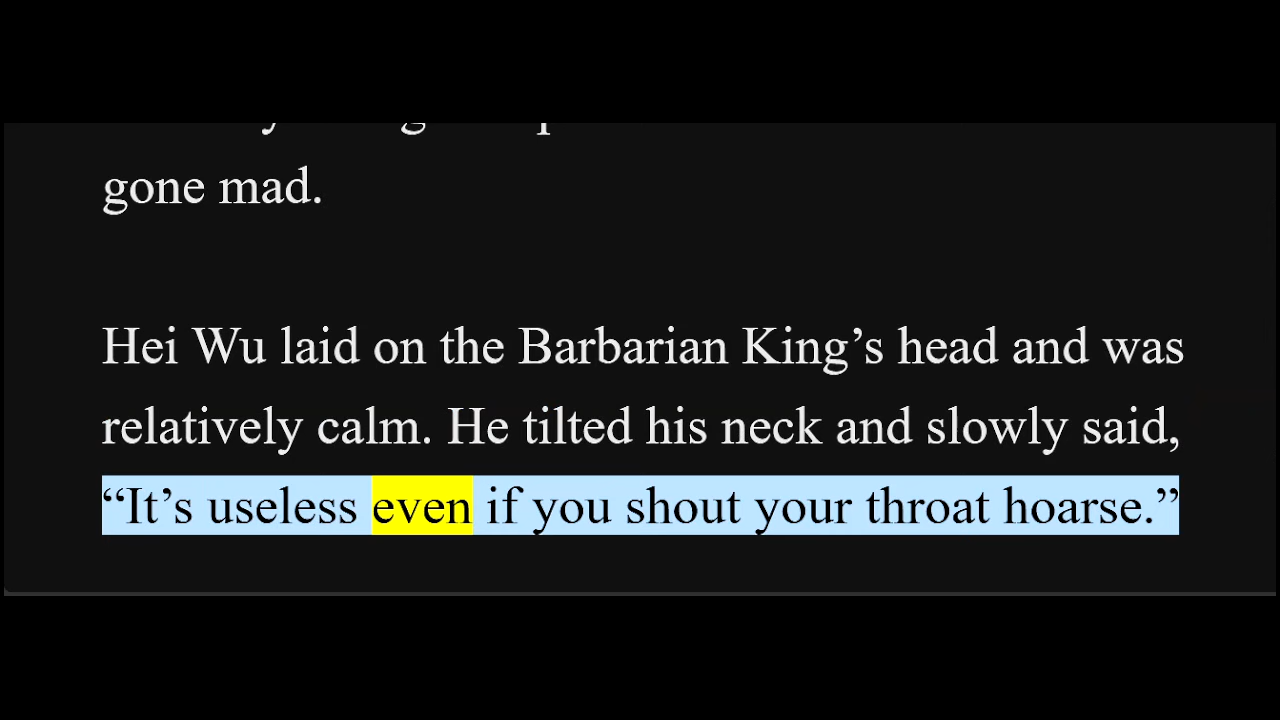 gone mad.
Hei Wu laid on the Barbarian King’s head and was
relatively calm. He tilted his neck and slowly said,
“It’s useless even if you shout your throat hoarse.”